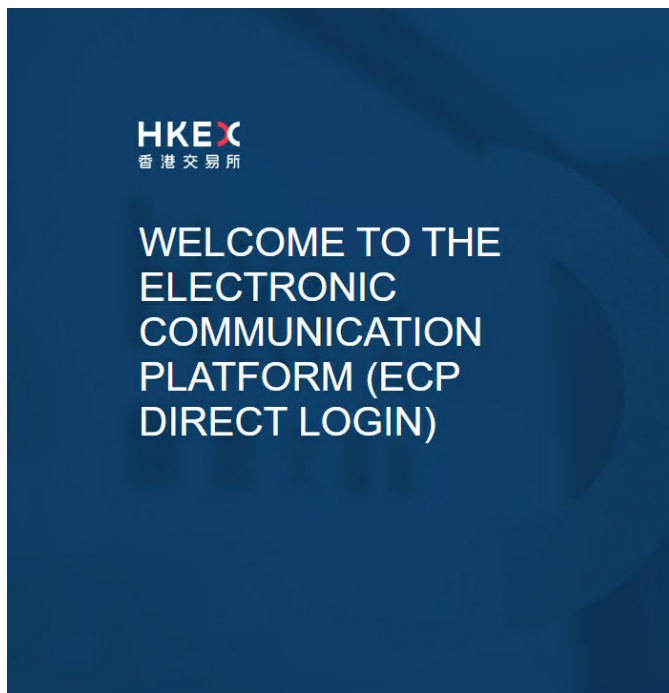 HKEX
香港交易所
WELCOME TO THE
ELECTRONIC
COMMUNICATION
PLATFORM (ECP
DIRECT LOGIN)